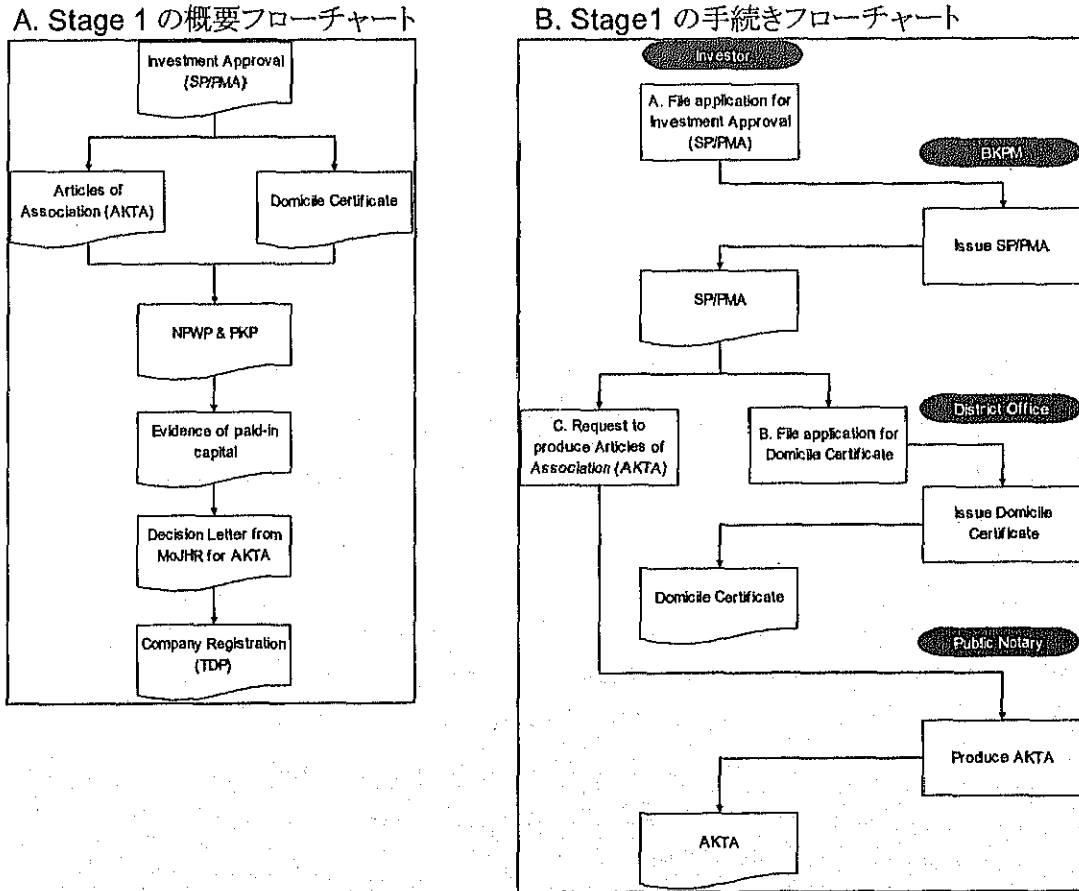 A. Stage 1 の概要フローチャート
Investment Approval
(SP/PMA)
Articles of
Association (AKTA)
Domicile Certificate
NPWP & PKP
Evidence of paid-in
capital
Decision Letter from
MoJHR for AKTA
Company Registration
(TDP)
B. Stage1 の手続きフローチャート
Investor
A. File application for
Investment Approval
(SP/PMA)
BKPM
Issue SP/PMA
SP/PMA
C. Request to
produce Articles of
Association (AKTA)
B. File application for
Domicile Certificate
District Office
Issue Domicile
Certificate
Domicile Certificate
Public Notary
Produce AKTA
AKTA